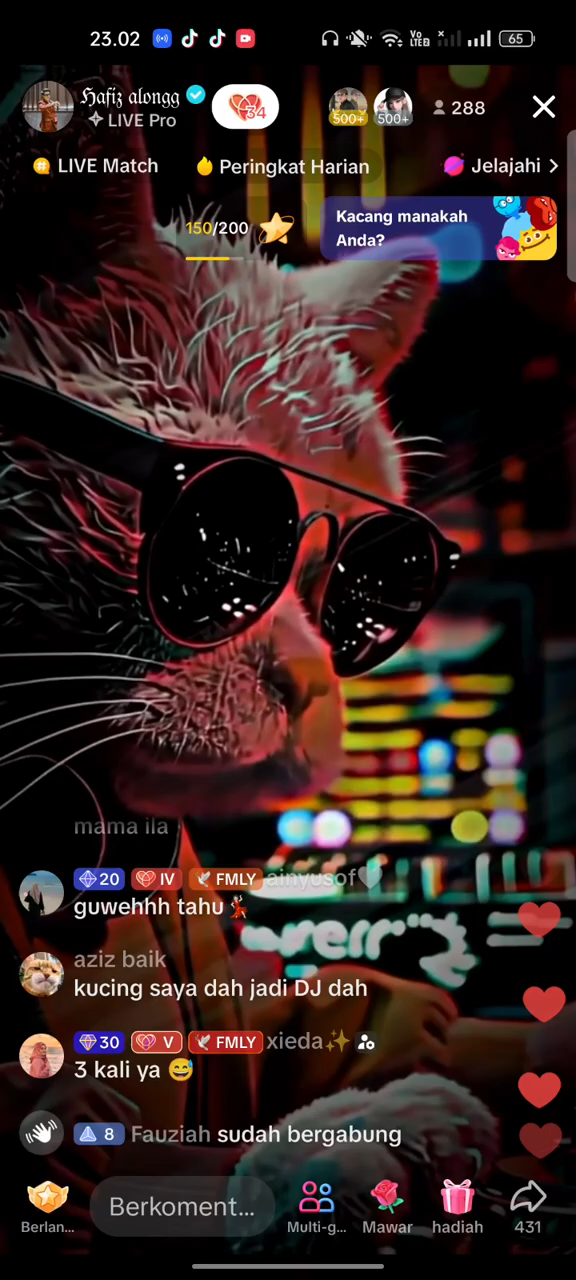 23.02
Vo
LTE2
65
Hafiz alongg
LIVE Pro
34
500+
500+
288
LIVE Match
Peringkat Harian
Jelajahi
150/200
Kacang manakah
Anda?
mama ila
20 IV FMLY ainyusof
guwehhh tahu
aziz baik
kucing saya dah jadi DJ dah
30 V FMLY xieda
3 kali ya
8 Fauziah sudah bergabung
Berlan...
Berkoment...
Multi-g...
Mawar
hadiah
431